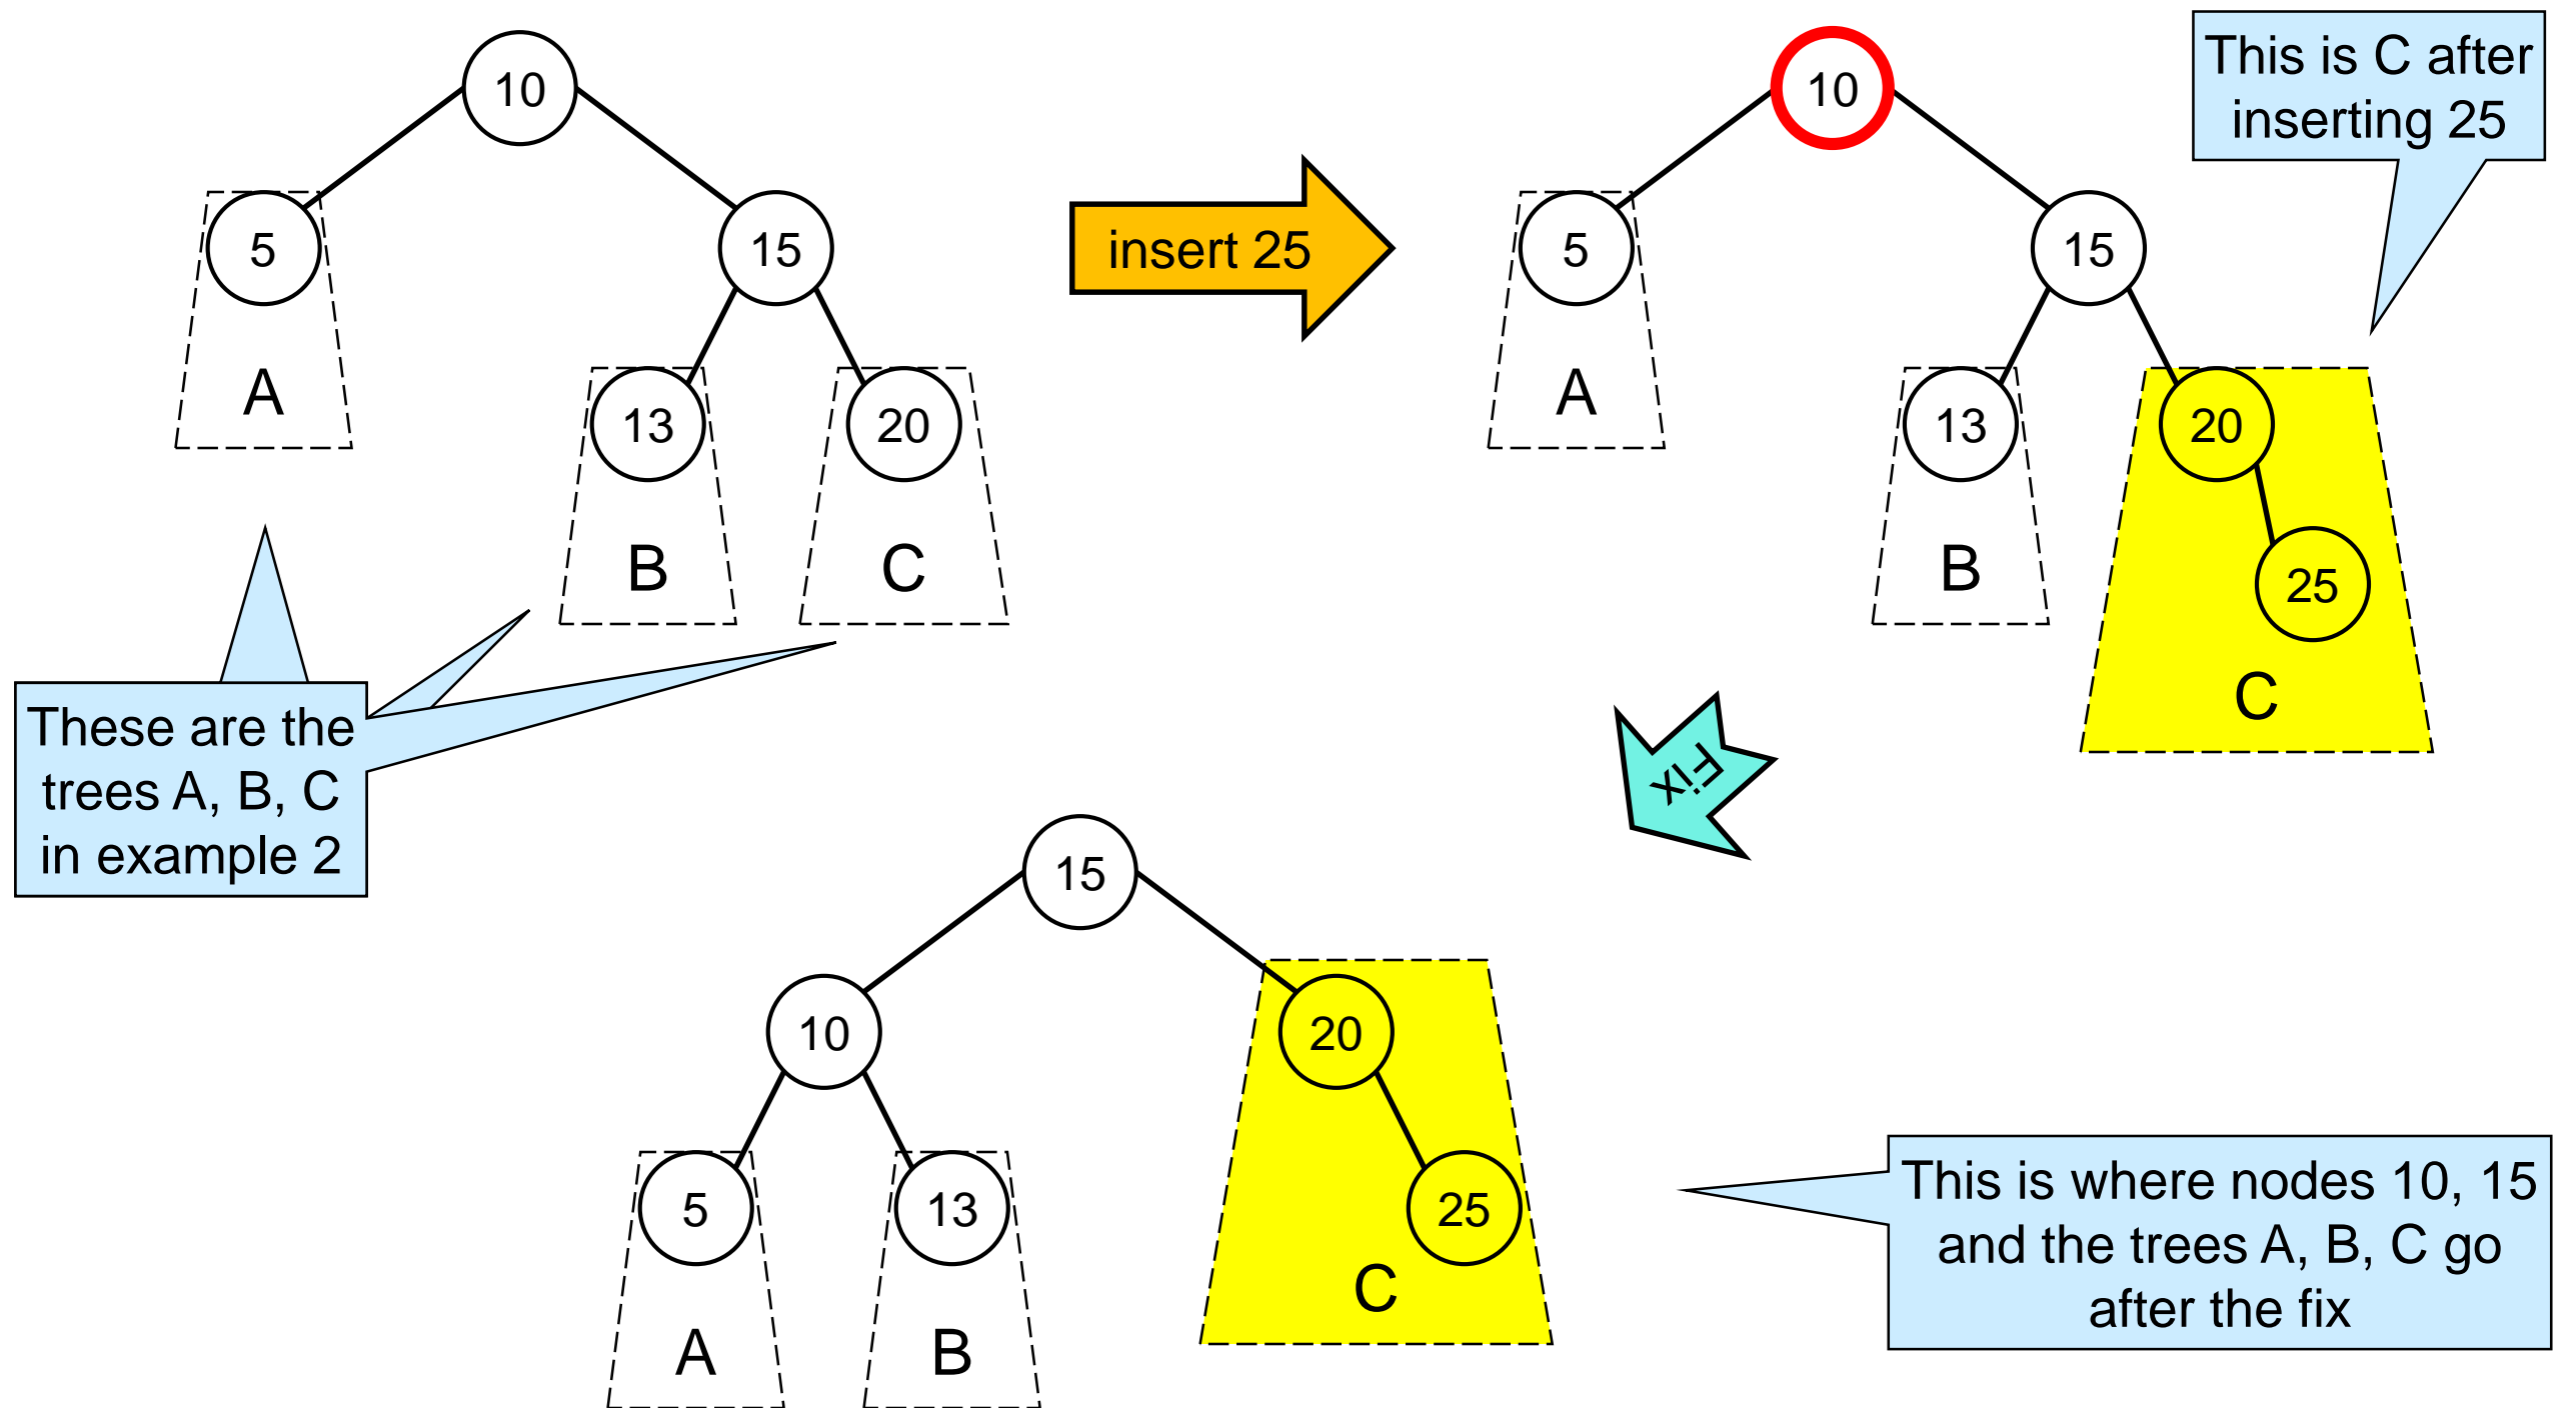 10
5
15
A
13
20
B
C
These are the
trees A, B, C
in example 2
insert 25
10
This is C after
inserting 25
5
15
A
13
20
B
25
C
Fix
15
10
20
5
13
25
A
B
C
This is where nodes 10, 15
and the trees A, B, C go
after the fix